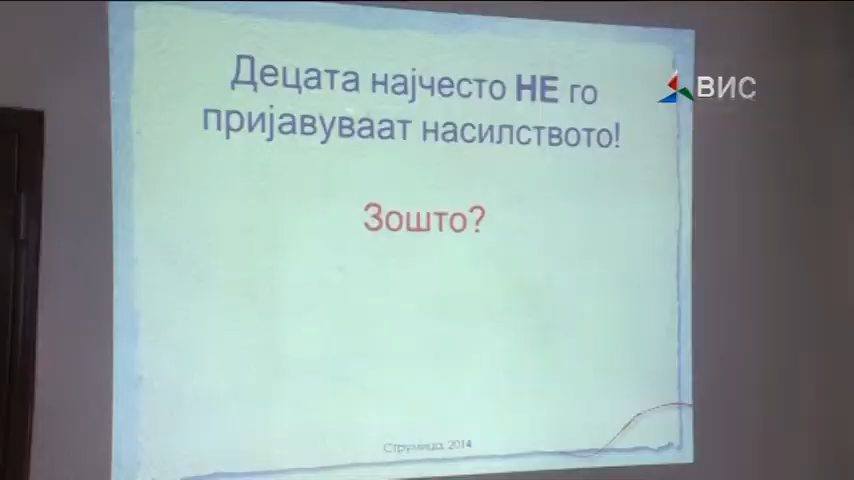 Децата најчесто НЕ го
пријавуваат насилството!
Зошто?
Струмица, 2014
ВИС